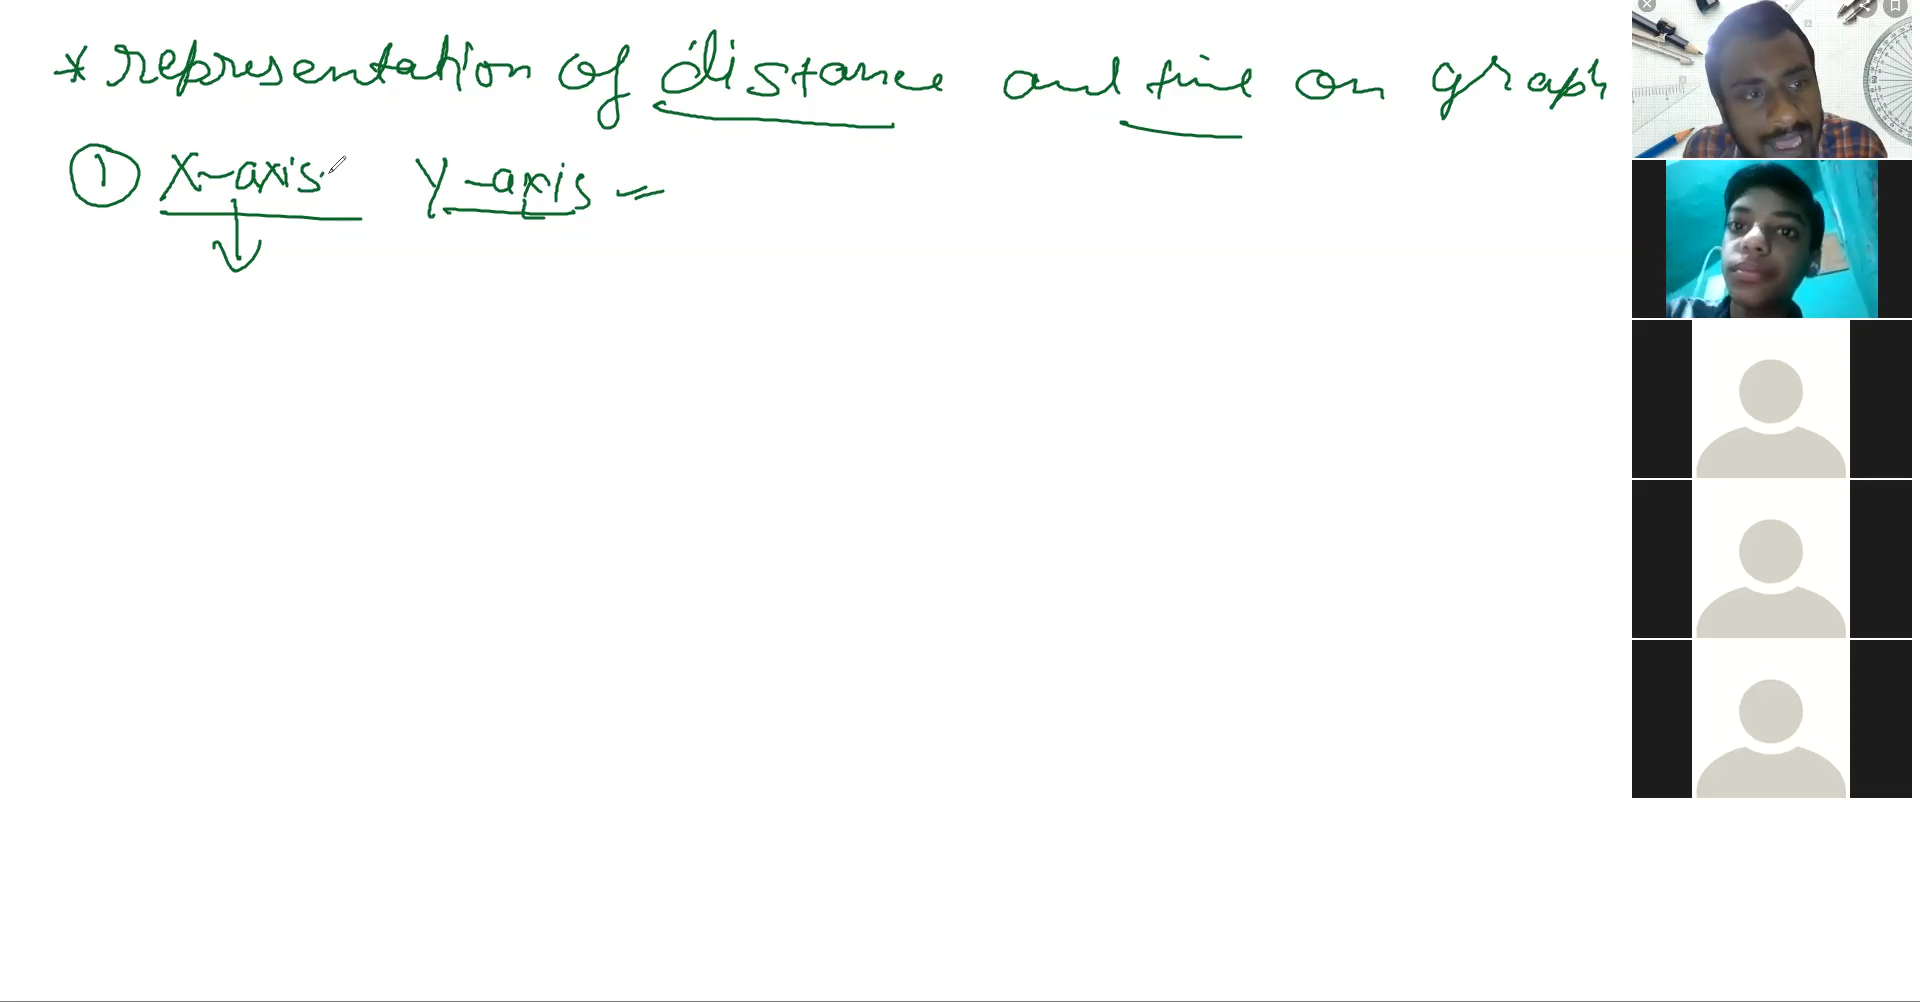 * representation of distance and time on graph
① X-axis. Y-axis =